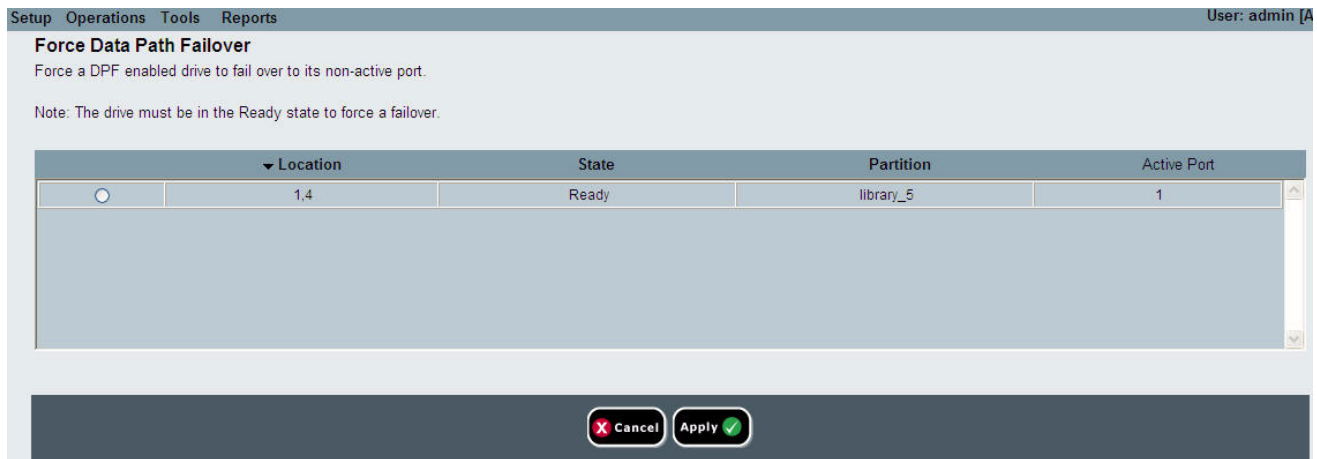 Setup Operations Tools Reports User: admin [A
Force Data Path Failover
Force a DPF enabled drive to fail over to its non-active port.
Note: The drive must be in the Ready state to force a failover.
Location State Partition Active Port
1,4 Ready library_5 1
Cancel Apply